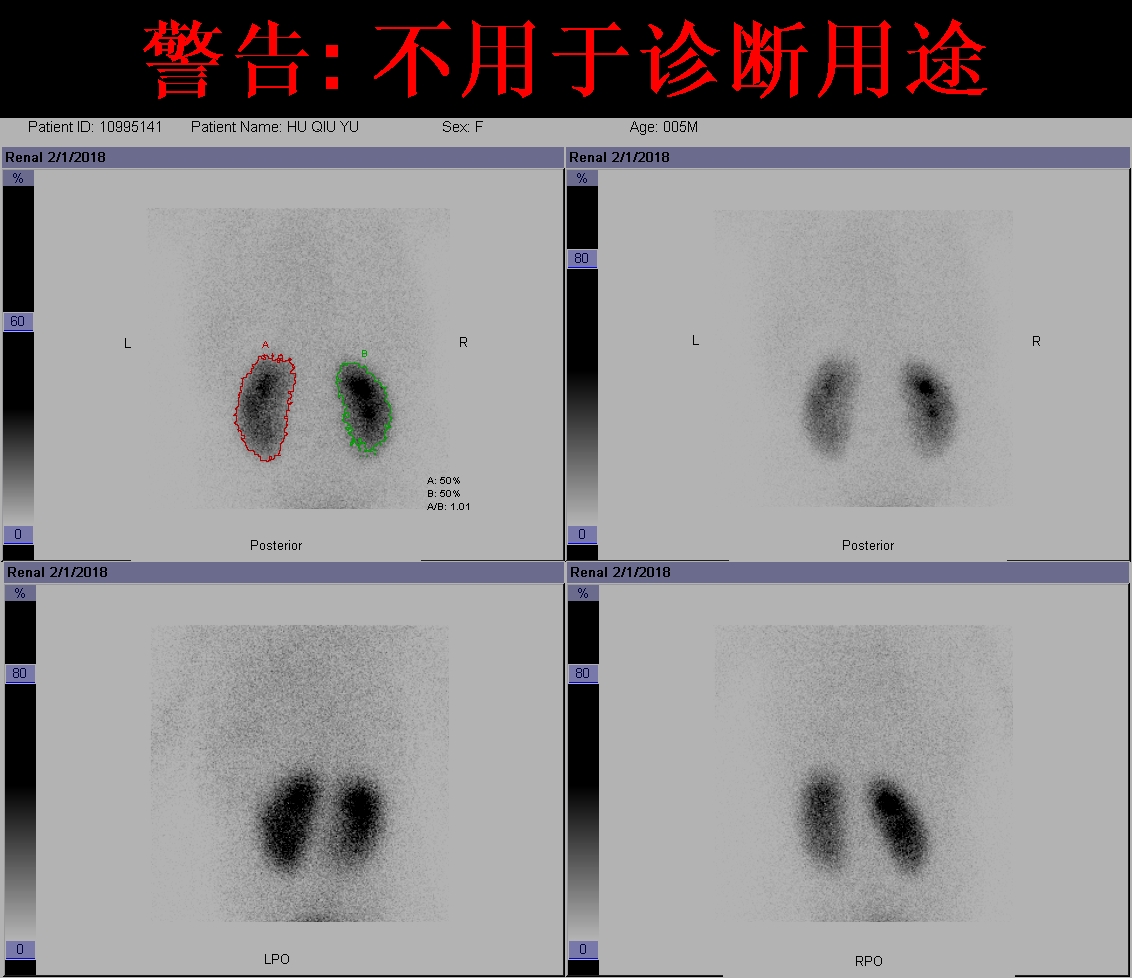 警告: 不用于诊断用途
Patient ID: 10995141 Patient Name: HU QIU YU Sex: F Age: 005M
Renal 2/1/2018
%
60
0
L
R
A
B
A: 50%
B: 50%
A/B: 1.01
Posterior
Renal 2/1/2018
%
80
0
L
R
Posterior
Renal 2/1/2018
%
80
0
LPO
Renal 2/1/2018
%
80
0
RPO